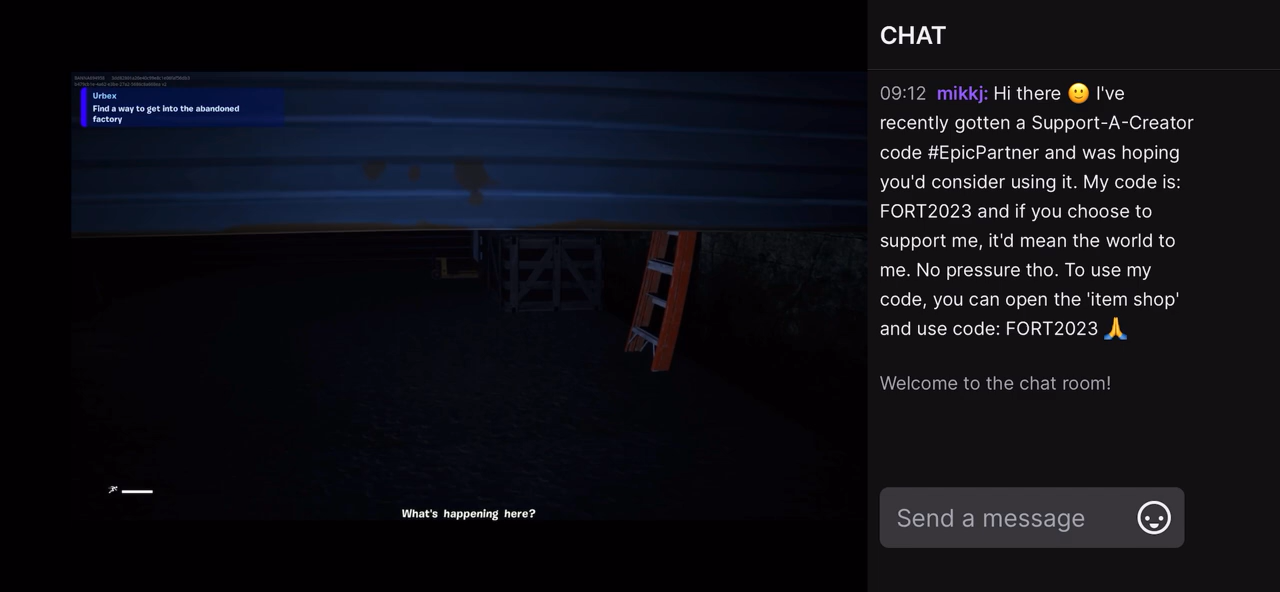 Urbex
Find a way to get into the abandoned
factory
What's happening here?
CHAT
09:12 mikkj: Hi there 🙂 I've
recently gotten a Support-A-Creator
code #EpicPartner and was hoping
you'd consider using it. My code is:
FORT2023 and if you choose to
support me, it'd mean the world to
me. No pressure tho. To use my
code, you can open the 'item shop'
and use code: FORT2023 🙏
Welcome to the chat room!
Send a message